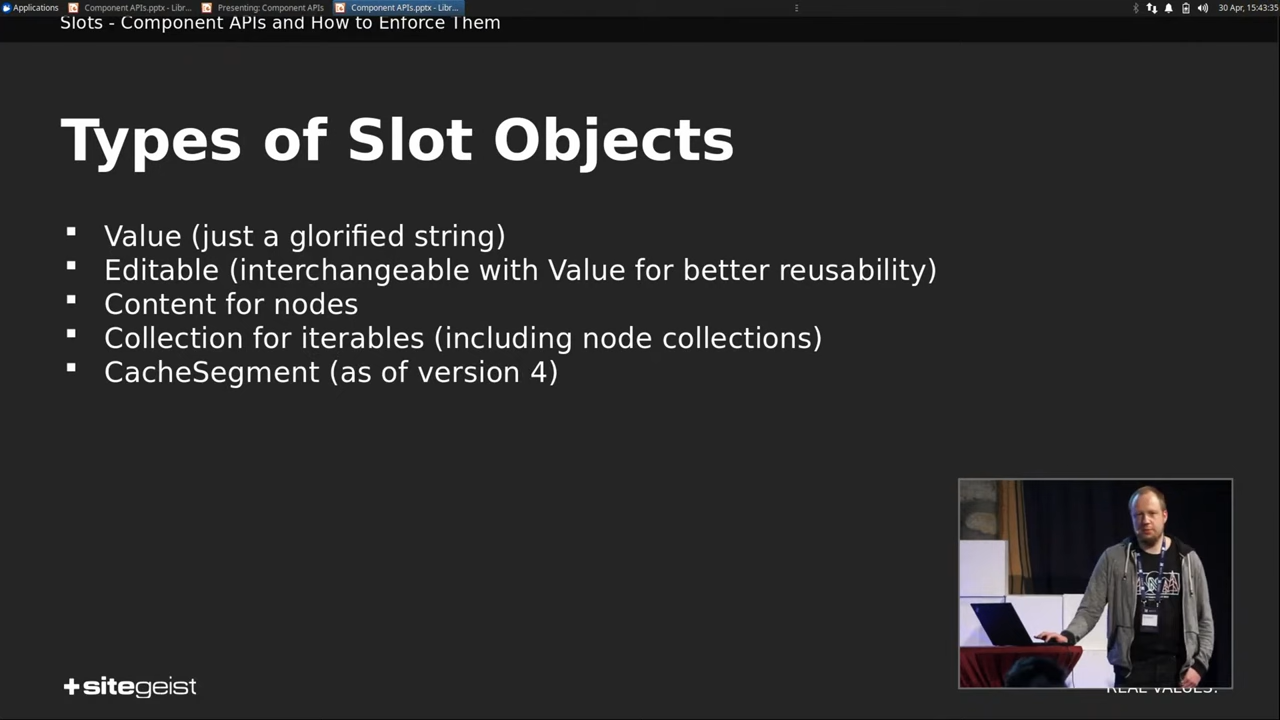 Applications
Component APIs.pptx - Libr...
Presenting: Component APIs
Component APIs.pptx - Libr...
30 Apr, 15:43:35
Slots - Component APIs and How to Enforce Them
Types of Slot Objects
▪ Value (just a glorified string)
▪ Editable (interchangeable with Value for better reusability)
▪ Content for nodes
▪ Collection for iterables (including node collections)
▪ CacheSegment (as of version 4)
+sitegeist
REAL VALUES.